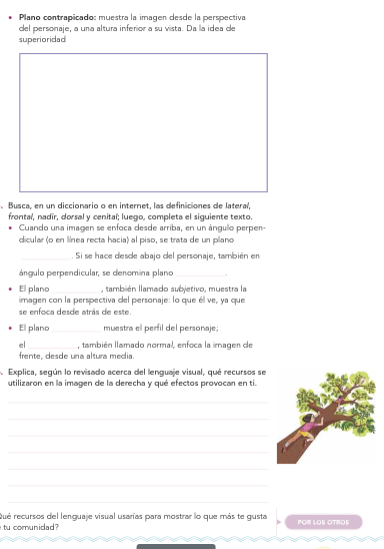 • Plano contrapicado: muestra la imagen desde la perspectiva
del personaje, a una altura inferior a su vista. Da la idea de
superioridad
. Busca, en un diccionario o en internet, las definiciones de lateral,
frontal, nadir, dorsal y cenital; luego, completa el siguiente texto.
• Cuando una imagen se enfoca desde arriba, en un ángulo perpen-
dicular (o en línea recta hacia) al piso, se trata de un plano
____________. Si se hace desde abajo del personaje, también en
ángulo perpendicular, se denomina plano ____________.
• El plano ____________, también llamado subjetivo, muestra la
imagen con la perspectiva del personaje: lo que él ve, ya que
se enfoca desde atrás de este.
• El plano ____________ muestra el perfil del personaje;
el ____________, también llamado normal, enfoca la imagen de
frente, desde una altura media.
. Explica, según lo revisado acerca del lenguaje visual, qué recursos se
utilizaron en la imagen de la derecha y qué efectos provocan en ti.
Qué recursos del lenguaje visual usarías para mostrar lo que más te gusta
e tu comunidad?
POR LOS OTROS